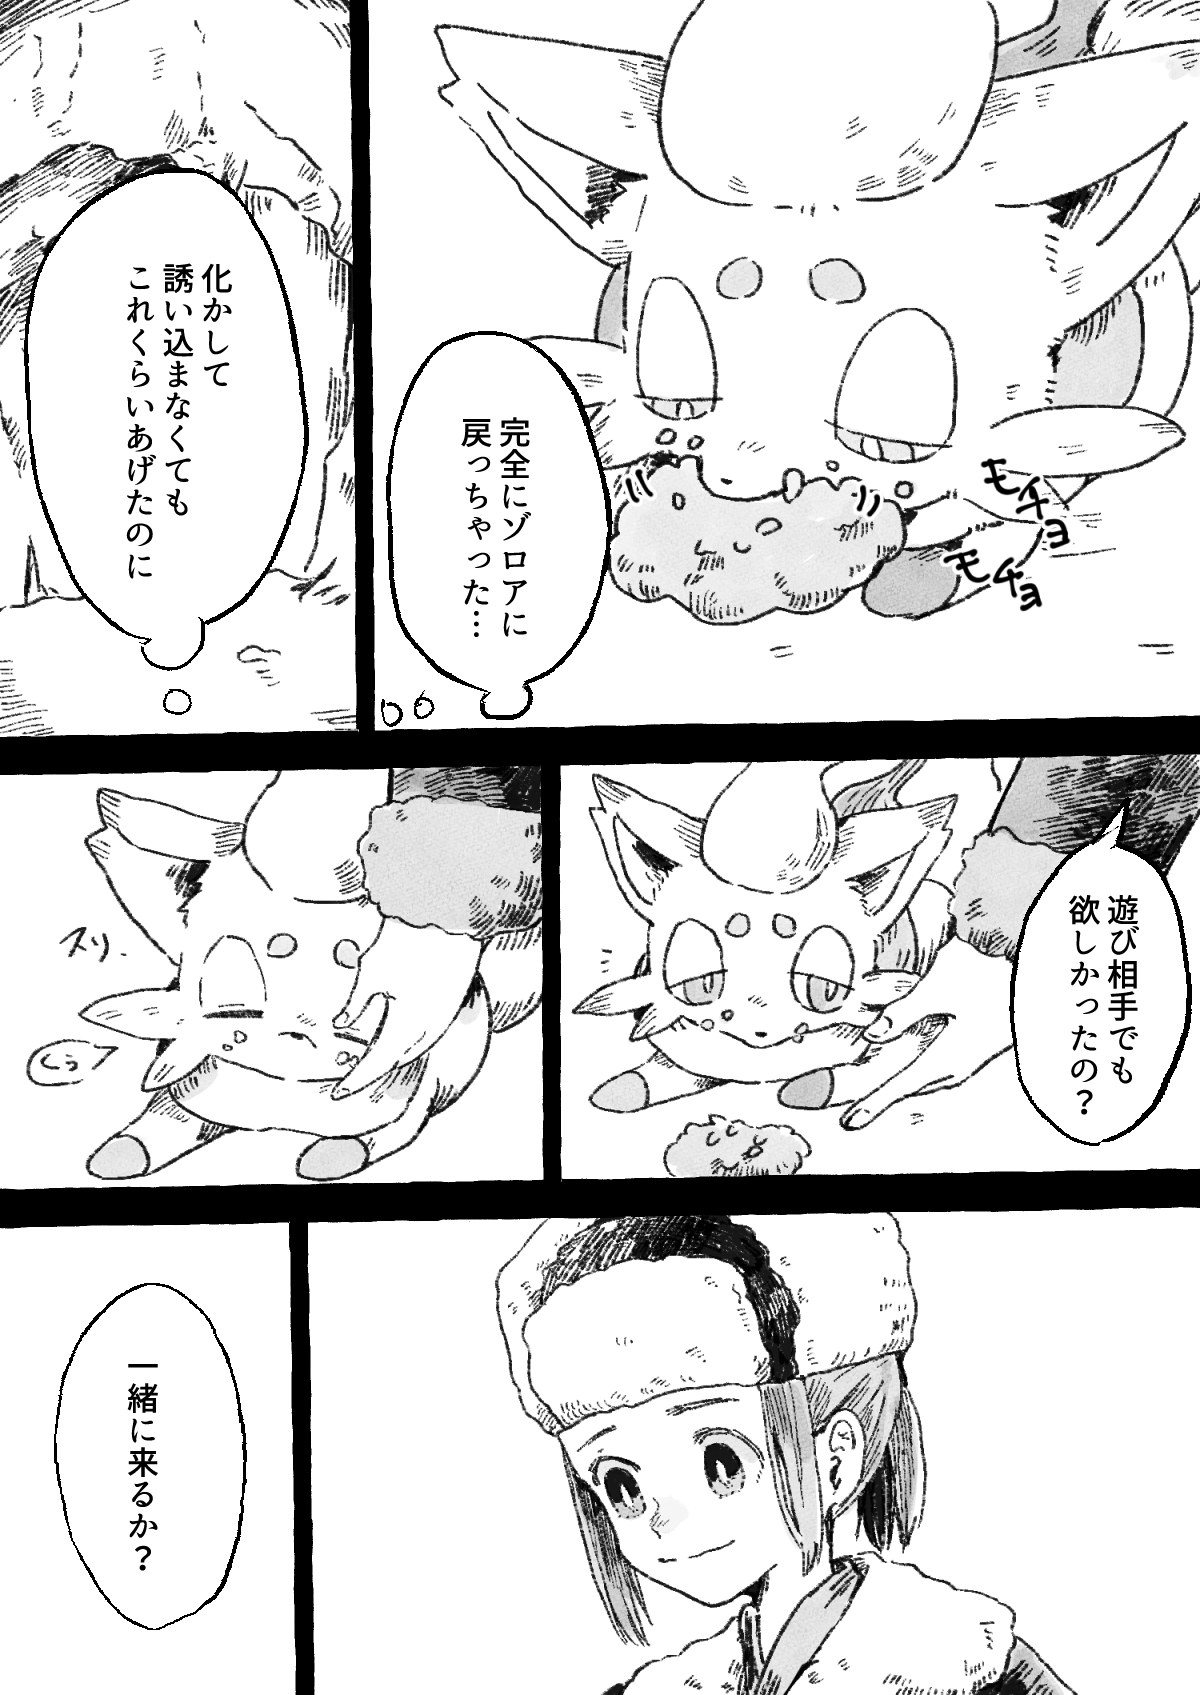 完全にゾロアに
戻っちゃった…
モチョ
モチョ
化かして
誘い込まなくても
これくらいあげたのに
遊び相手でも
欲しかったの？
スリ
くぅ
一緒に来るか？